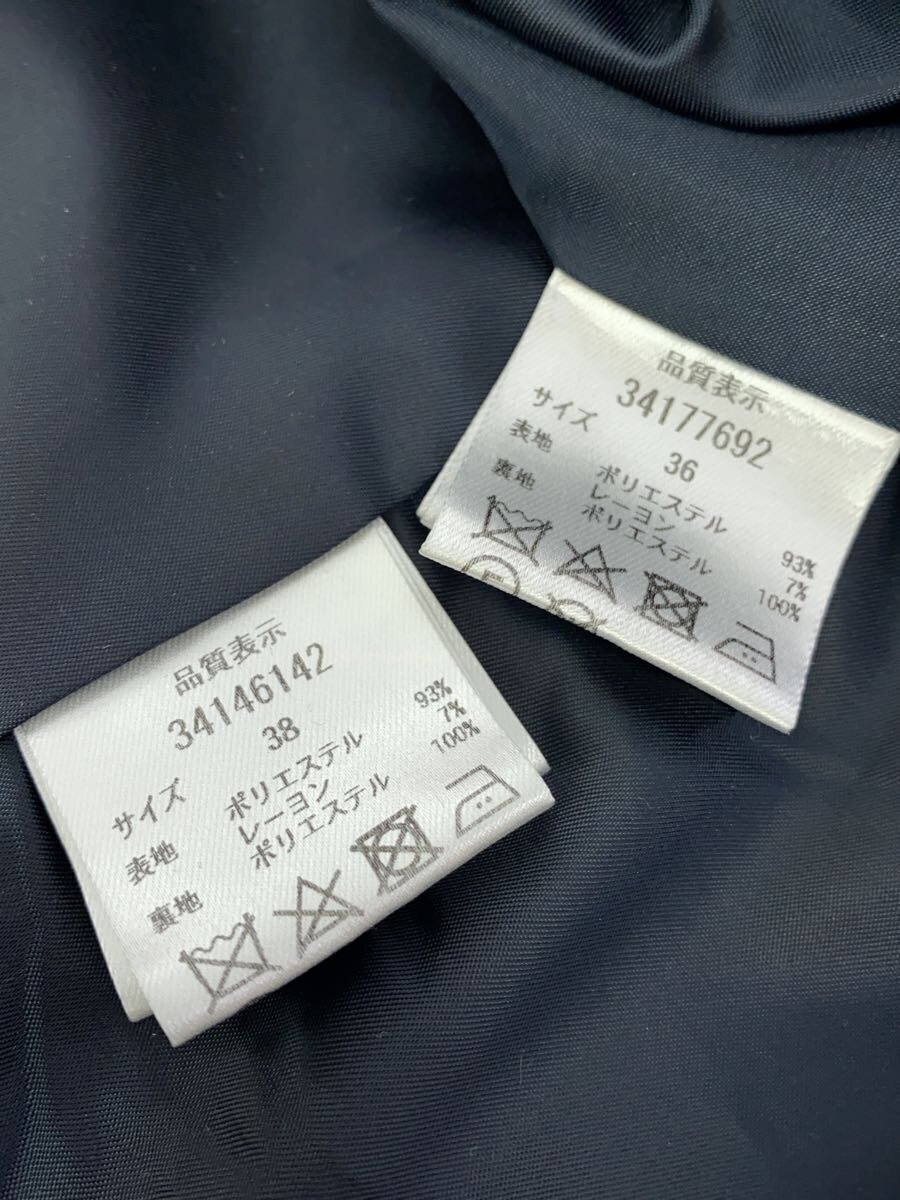 品質表示
34177692
サイズ 36
表地 ポリエステル 93%
レーヨン 7%
裏地 ポリエステル 100%
品質表示
34146142
サイズ 38
表地 ポリエステル 93%
レーヨン 7%
裏地 ポリエステル 100%